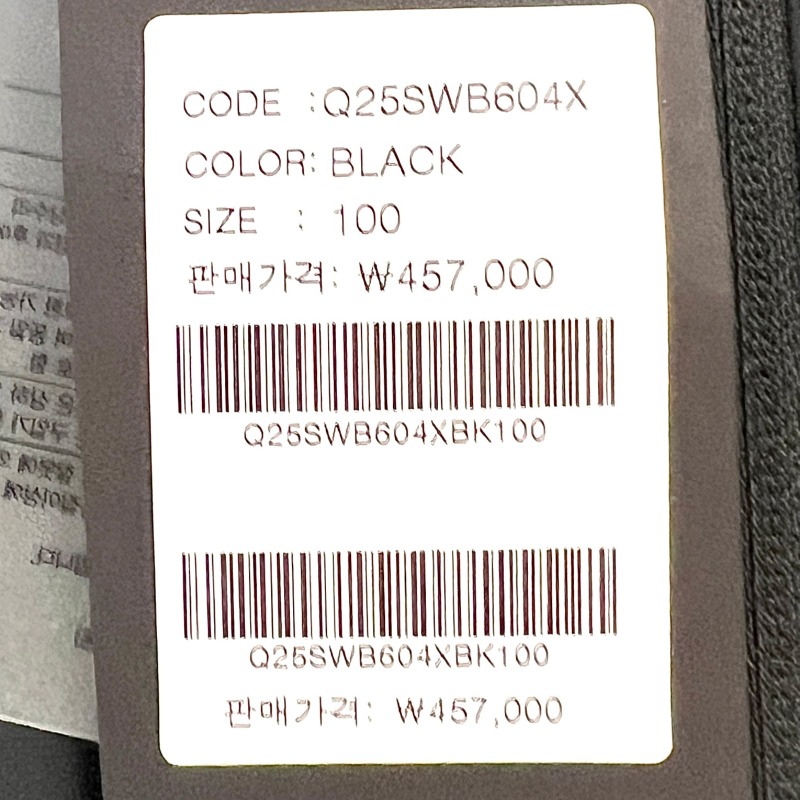 CODE : Q25SWB604X
COLOR: BLACK
SIZE : 100
판매가격: ₩457,000
Q25SWB604XBK100
Q25SWB604XBK100
판매가격: ₩457,000